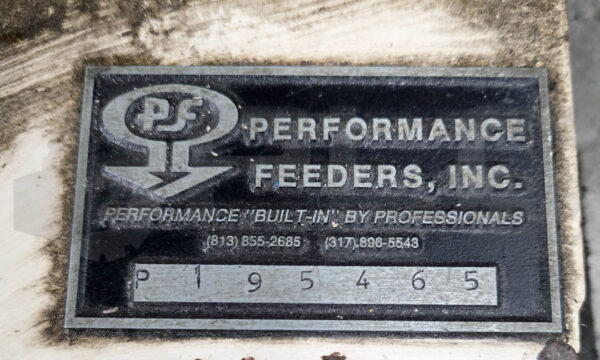 PSF
PERFORMANCE
FEEDERS, INC.
PERFORMANCE "BUILT-IN" BY PROFESSIONALS
(813) 855-2685 (317) 896-5543
P 1 9 5 4 6 5